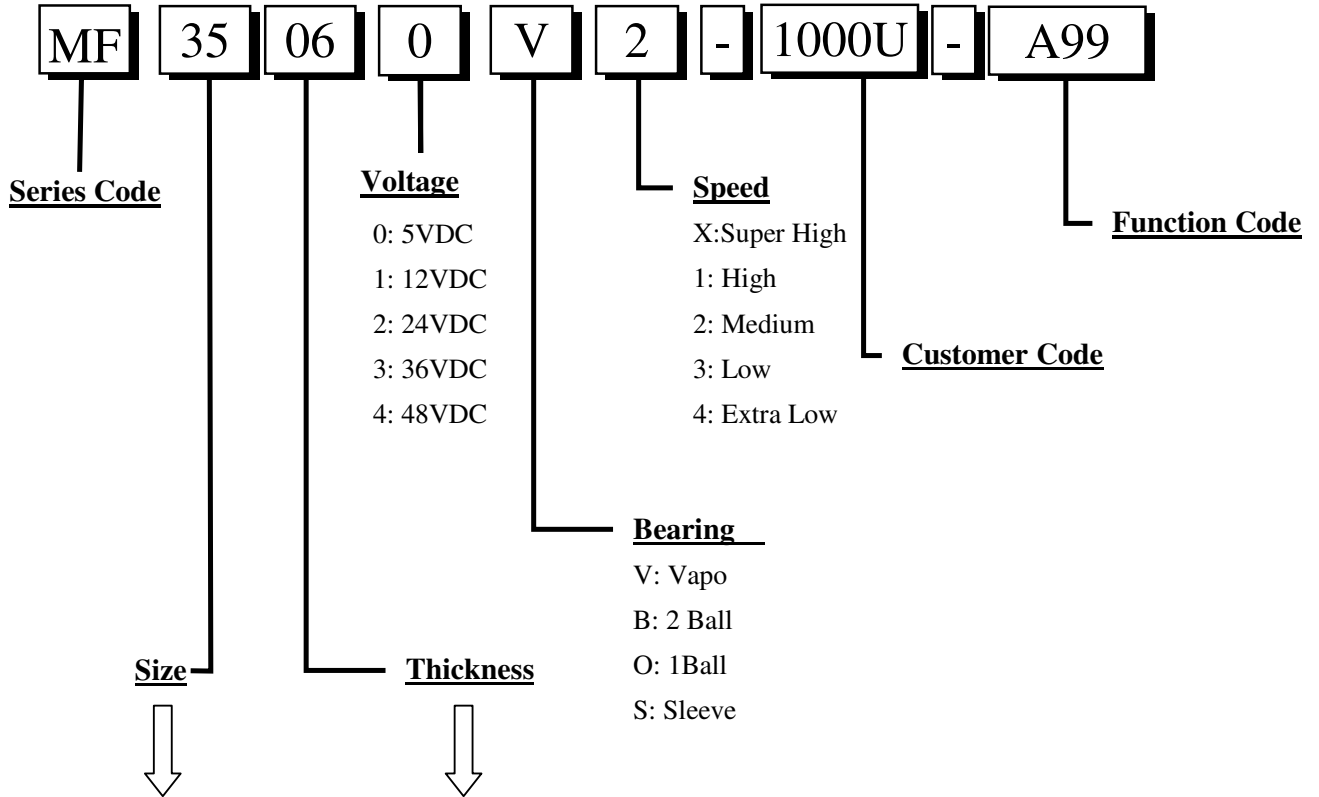 MF 35 06 0 V 2 - 1000U - A99
Series Code
Voltage
0: 5VDC
1: 12VDC
2: 24VDC
3: 36VDC
4: 48VDC
Speed
X:Super High
1: High
2: Medium
3: Low
4: Extra Low
Function Code
Customer Code
Bearing
V: Vapo
B: 2 Ball
O: 1Ball
S: Sleeve
Size
Thickness